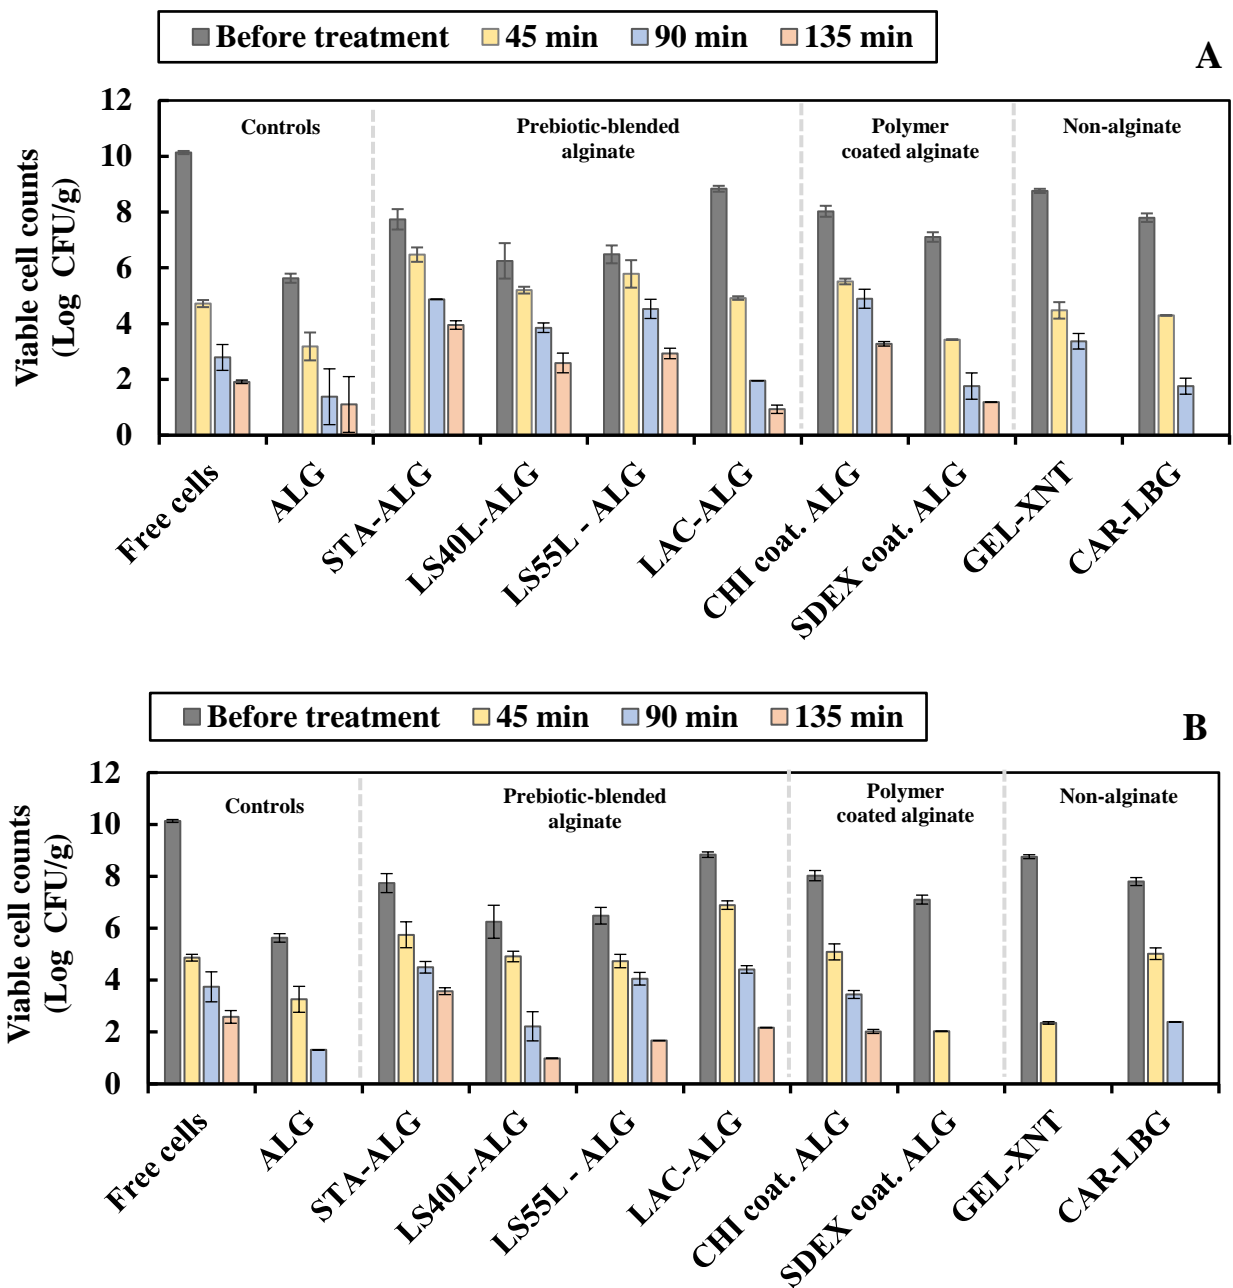 Before treatment 45 min 90 min 135 min
A
Viable cell counts
(Log CFU/g)
12
10
8
6
4
2
0
Controls
Prebiotic-blended
alginate
Polymer
coated alginate
Non-alginate
Free cells
ALG
STA-ALG
LS40L-ALG
LS55L - ALG
LAC-ALG
CHI coat. ALG
SDEX coat. ALG
GEL-XNT
CAR-LBG
Before treatment 45 min 90 min 135 min
B
Viable cell counts
(Log CFU/g)
12
10
8
6
4
2
0
Controls
Prebiotic-blended
alginate
Polymer
coated alginate
Non-alginate
Free cells
ALG
STA-ALG
LS40L-ALG
LS55L - ALG
LAC-ALG
CHI coat. ALG
SDEX coat. ALG
GEL-XNT
CAR-LBG